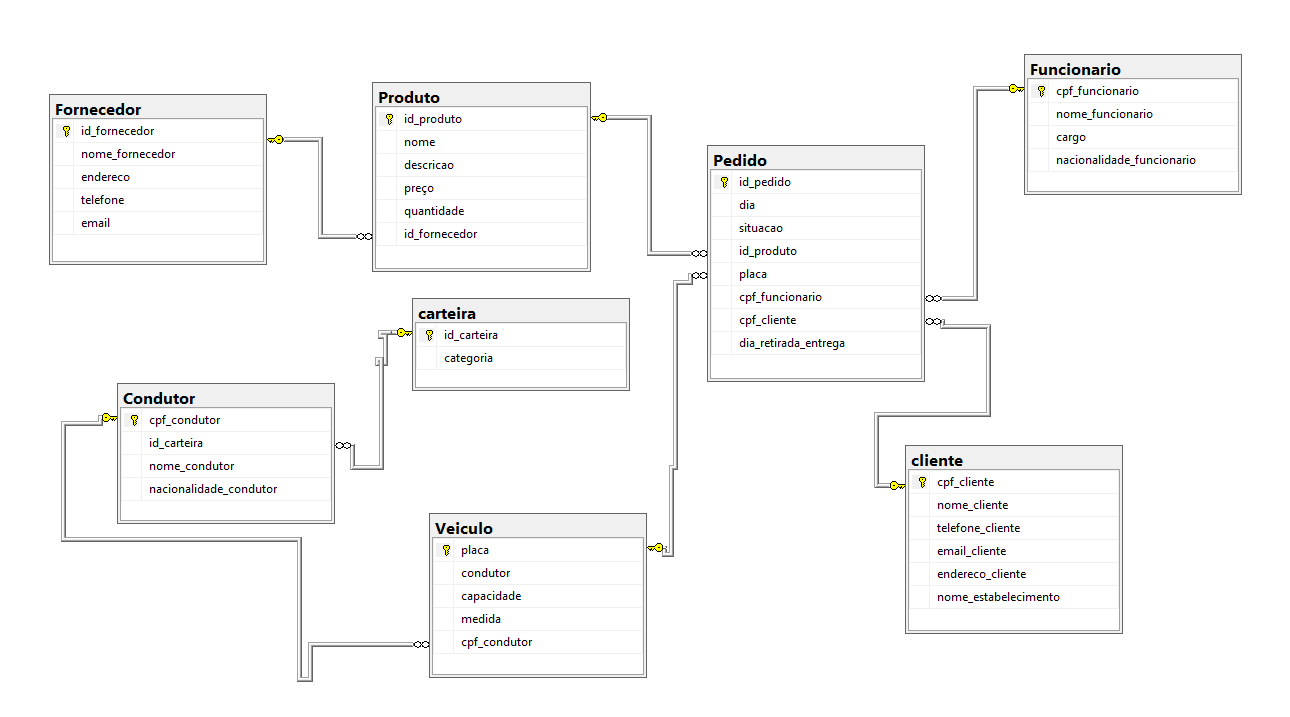 Fornecedor
id_fornecedor
nome_fornecedor
endereco
telefone
email
Produto
id_produto
nome
descricao
preço
quantidade
id_fornecedor
Pedido
id_pedido
dia
situacao
id_produto
placa
cpf_funcionario
cpf_cliente
dia_retirada_entrega
Funcionario
cpf_funcionario
nome_funcionario
cargo
nacionalidade_funcionario
carteira
id_carteira
categoria
Condutor
cpf_condutor
id_carteira
nome_condutor
nacionalidade_condutor
Veiculo
placa
condutor
capacidade
medida
cpf_condutor
cliente
cpf_cliente
nome_cliente
telefone_cliente
email_cliente
endereco_cliente
nome_estabelecimento